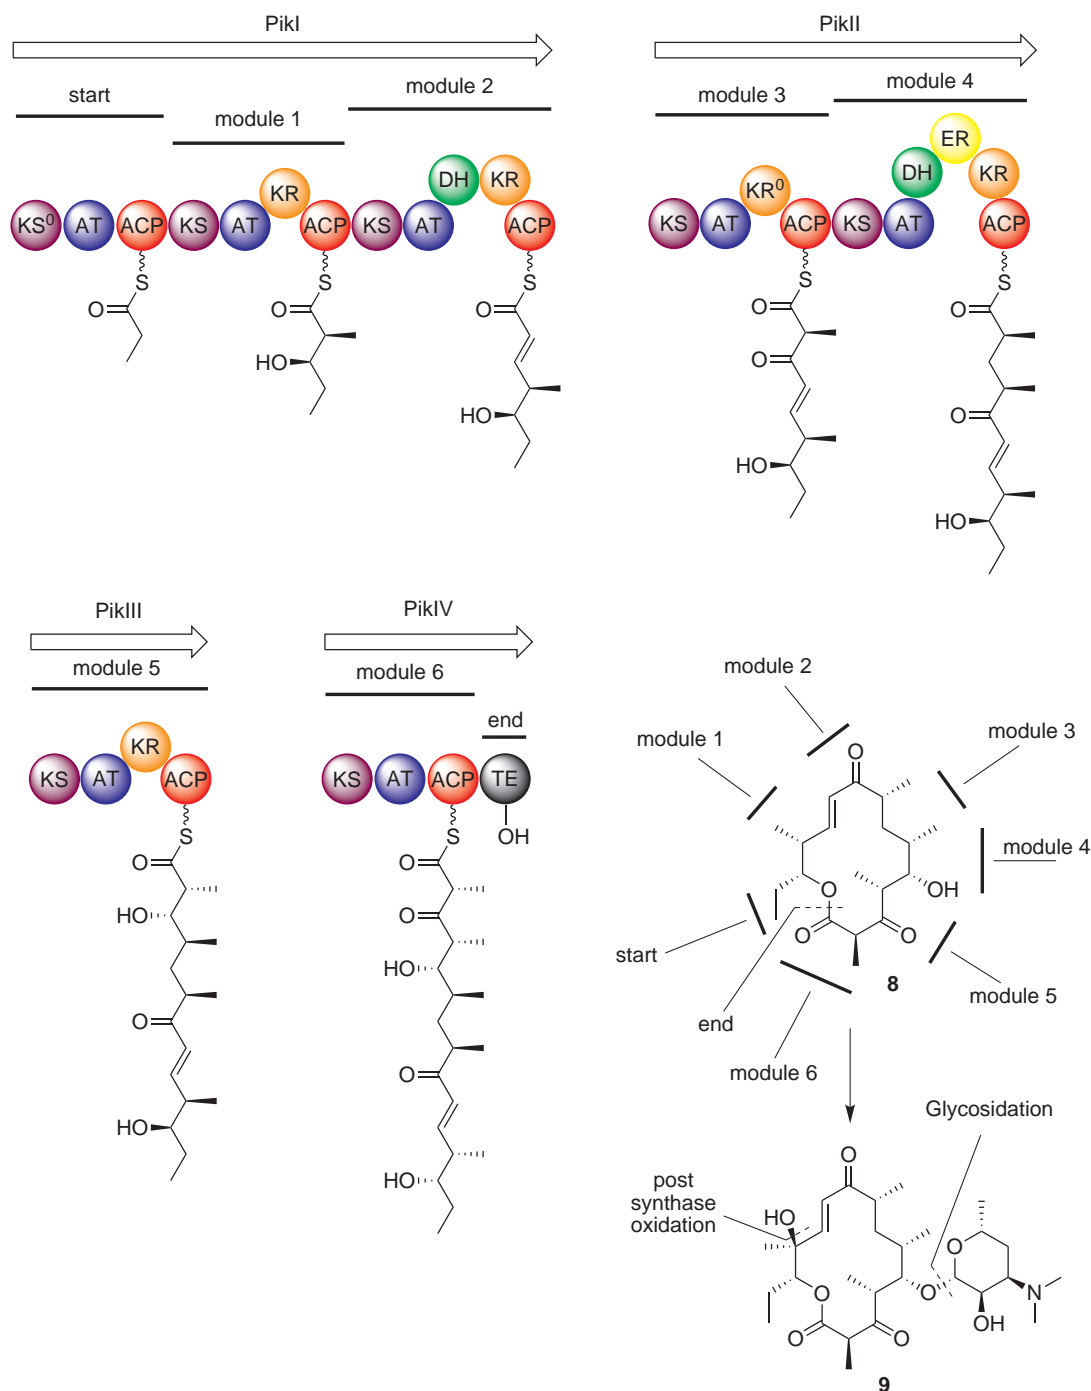 PikI
start
module 1
module 2
KS⁰ AT ACP KS AT KR ACP KS AT DH KR ACP
S
O
S
O
HO
S
O
HO
PikII
module 3
module 4
KS AT KR⁰ ACP KS AT DH ER KR ACP
S
O
O
HO
S
O
O
HO
PikIII
module 5
KS AT KR ACP
S
O
HO
O
HO
PikIV
module 6
end
KS AT ACP TE
OH
S
O
O
HO
O
HO
module 2
module 1
module 3
O
module 4
OH
O
O
O
start
8
module 5
end
module 6
Glycosidation
post
synthase
oxidation
O
HO
O
O
N
O
OH
O
O
9